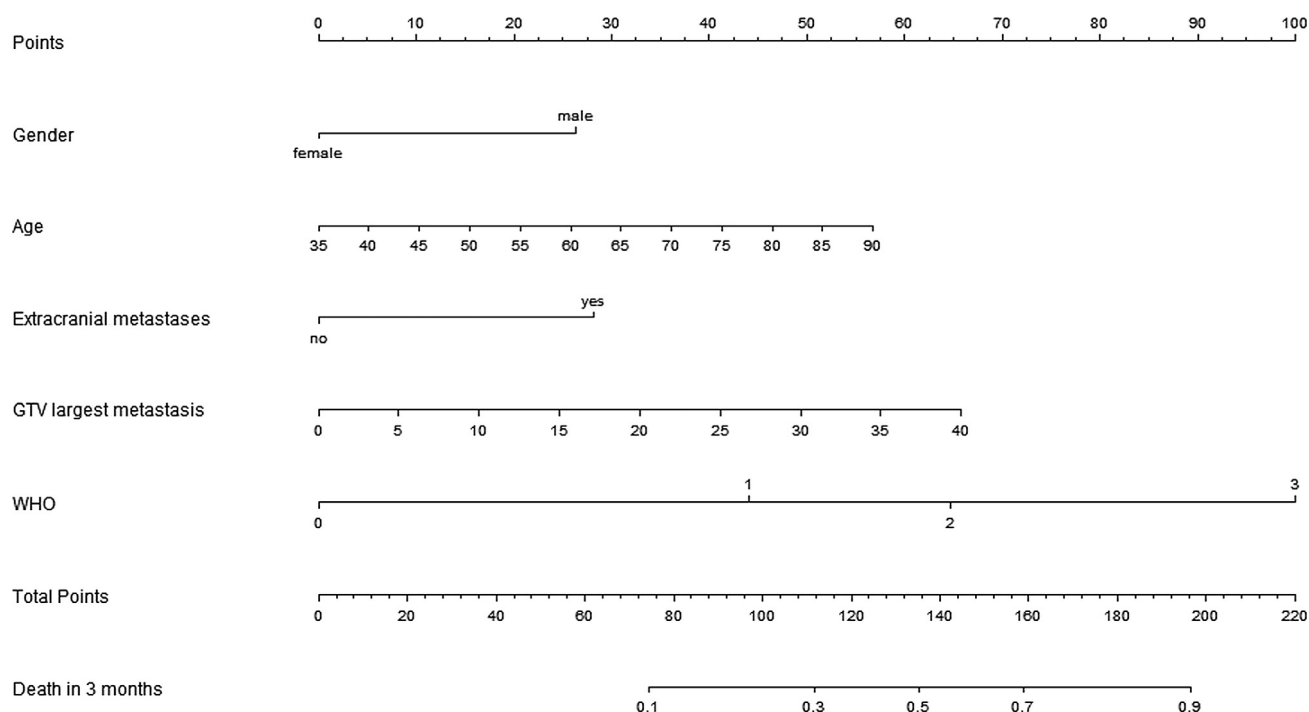 0 10 20 30 40 50 60 70 80 90 100
Points
male
Gender
female
Age
35 40 45 50 55 60 65 70 75 80 85 90
yes
Extracranial metastases
no
GTV largest metastasis
0 5 10 15 20 25 30 35 40
1 3
WHO
0 2
Total Points
0 20 40 60 80 100 120 140 160 180 200 220
Death in 3 months
0.1 0.3 0.5 0.7 0.9